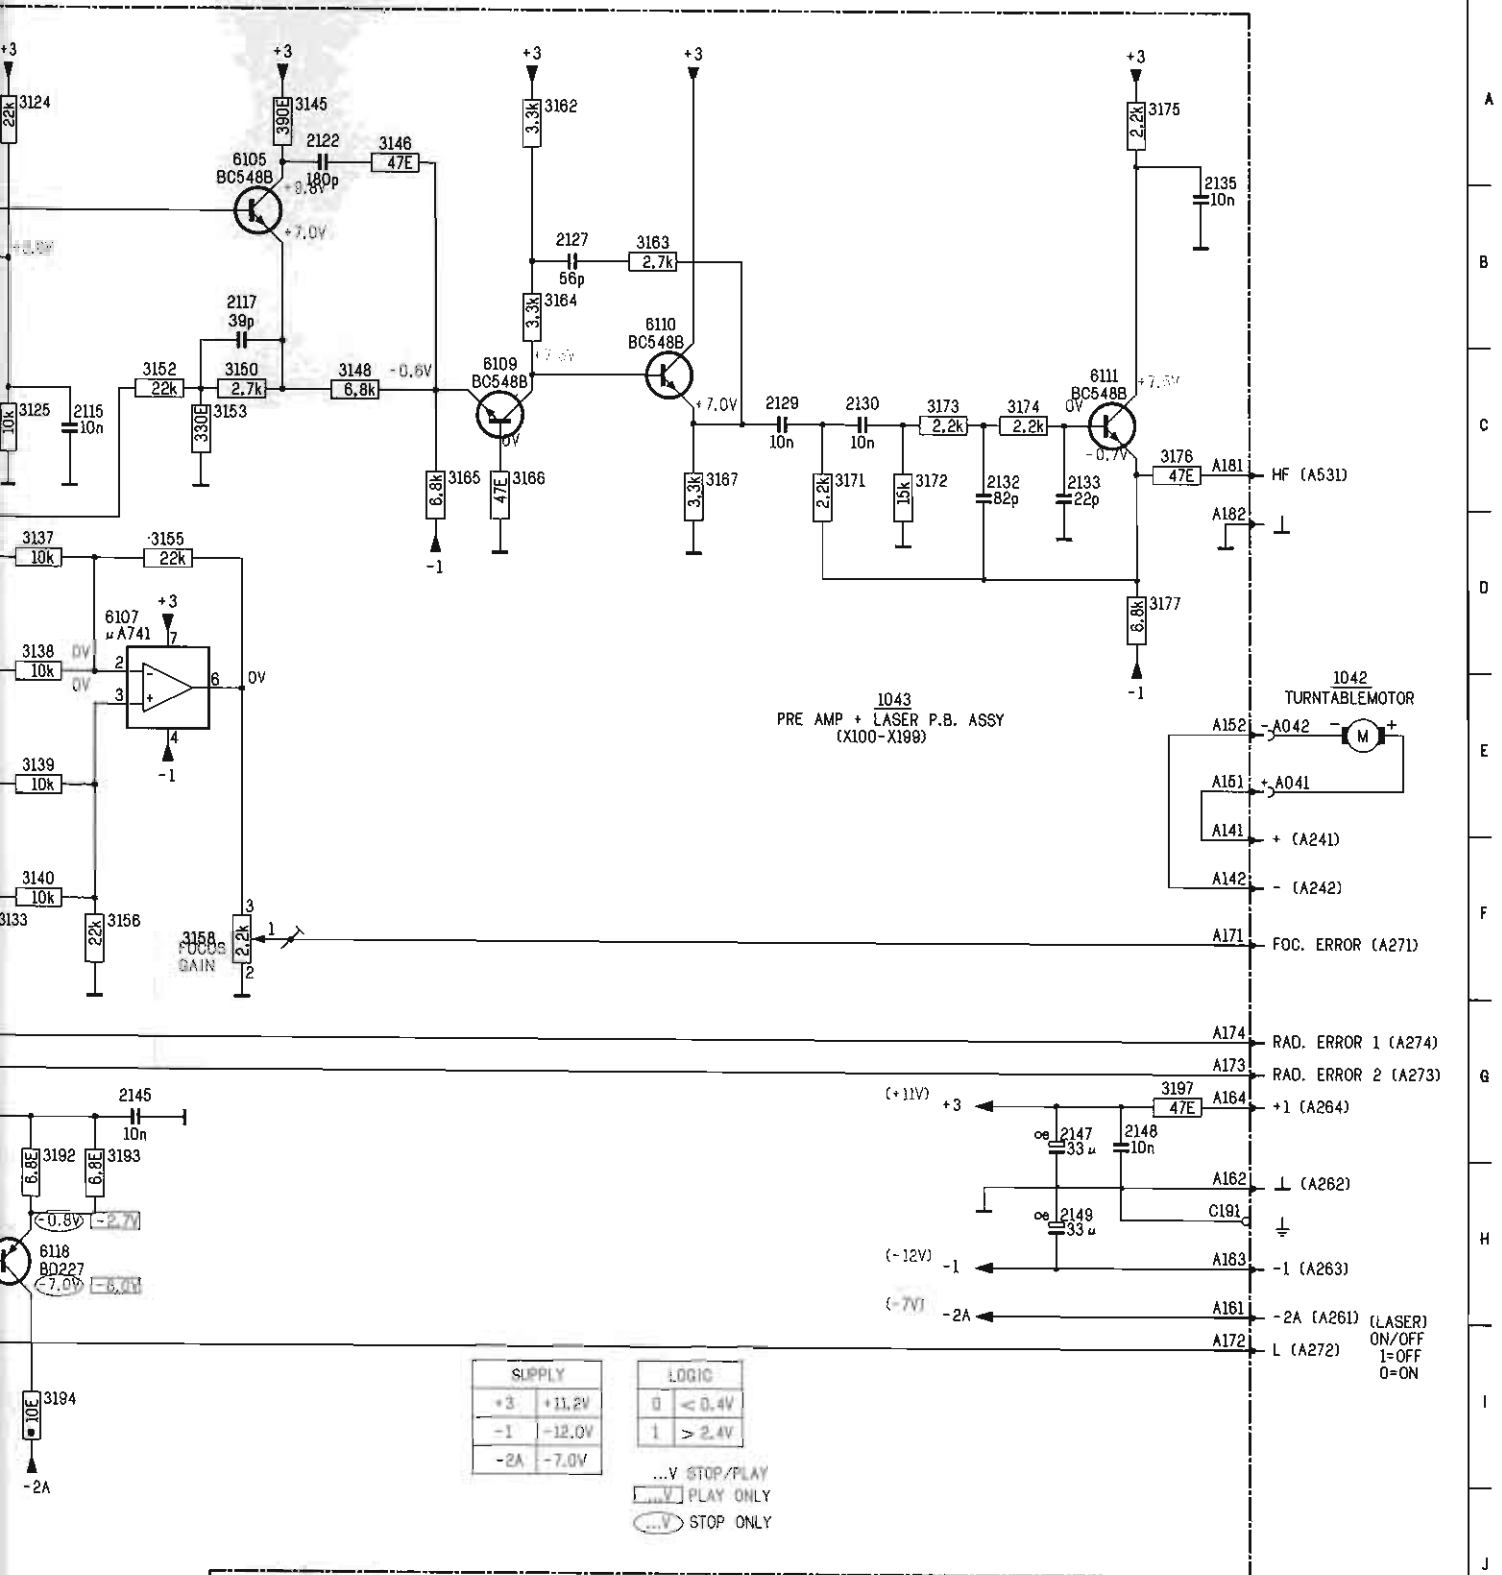 +3
3124
22k
+3
3145
390E
2122
180p
3146
47E
6105
BC548B
+7.0V
+3
3162
3,3k
+3
+3
3175
2,2k
2135
10n
2127
56p
3163
2,7k
3164
3,3k
2117
39p
6110
BC548B
3152
22k
3150
2,7k
3148
6,8k
-0.6V
6109
BC548B
0V
6111
BC548B
0V
-0.7V
+7.0V
3125
10k
2115
10n
3153
330E
2129
10n
2130
10n
3173
2,2k
3174
2,2k
3165
6,8k
3166
47E
3167
3,3k
3171
2,2k
3172
15k
2132
82p
2133
22p
3176
47E
A181
HF (A531)
A182
⊥
-1
3137
10k
3155
22k
+3
6107
µA741
7
3138
10k
0V
0V
2
3
6
0V
4
-1
3177
6,8k
-1
3139
10k
3140
10k
3133
3156
22k
3158
FOCUS
GAIN
3
2,2k
1
2
1043
PRE AMP + LASER P.B. ASSY
(X100-X199)
1042
TURNTABLEMOTOR
A152
- A042
-
M
+
A151
+ A041
A141
+ (A241)
A142
- (A242)
A171
FOC. ERROR (A271)
A174
RAD. ERROR 1 (A274)
A173
RAD. ERROR 2 (A273)
2145
10n
3192
6.8E
3193
6.8E
-0.8V
-2.7V
6118
BD227
-7.0V
-6.0V
3194
10E
-2A
(+11V)
+3
3197
47E
A164
+1 (A264)
2147
33µ
2148
10n
A162
⊥ (A262)
2149
33µ
C191
(-12V)
-1
A163
-1 (A263)
(-7V)
-2A
A161
-2A (A261)
A172
L (A272)
(LASER)
ON/OFF
1=OFF
0=ON
SUPPLY
+3 +11.2V
-1 -12.0V
-2A -7.0V
LOGIC
0 < 0.4V
1 > 2.4V
...V STOP/PLAY
...V PLAY ONLY
...V STOP ONLY
A
B
C
D
E
F
G
H
I
J